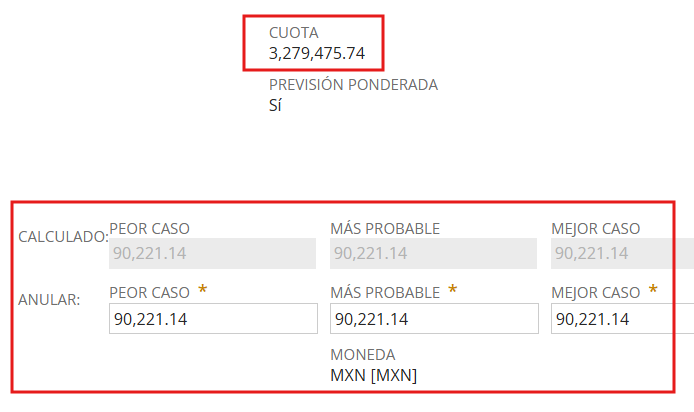 CUOTA
3,279,475.74
PREVISIÓN PONDERADA
Sí
CALCULADO:
PEOR CASO MÁS PROBABLE MEJOR CASO
90,221.14 90,221.14 90,221.14
ANULAR:
PEOR CASO * MÁS PROBABLE * MEJOR CASO *
90,221.14 90,221.14 90,221.14
MONEDA
MXN [MXN]